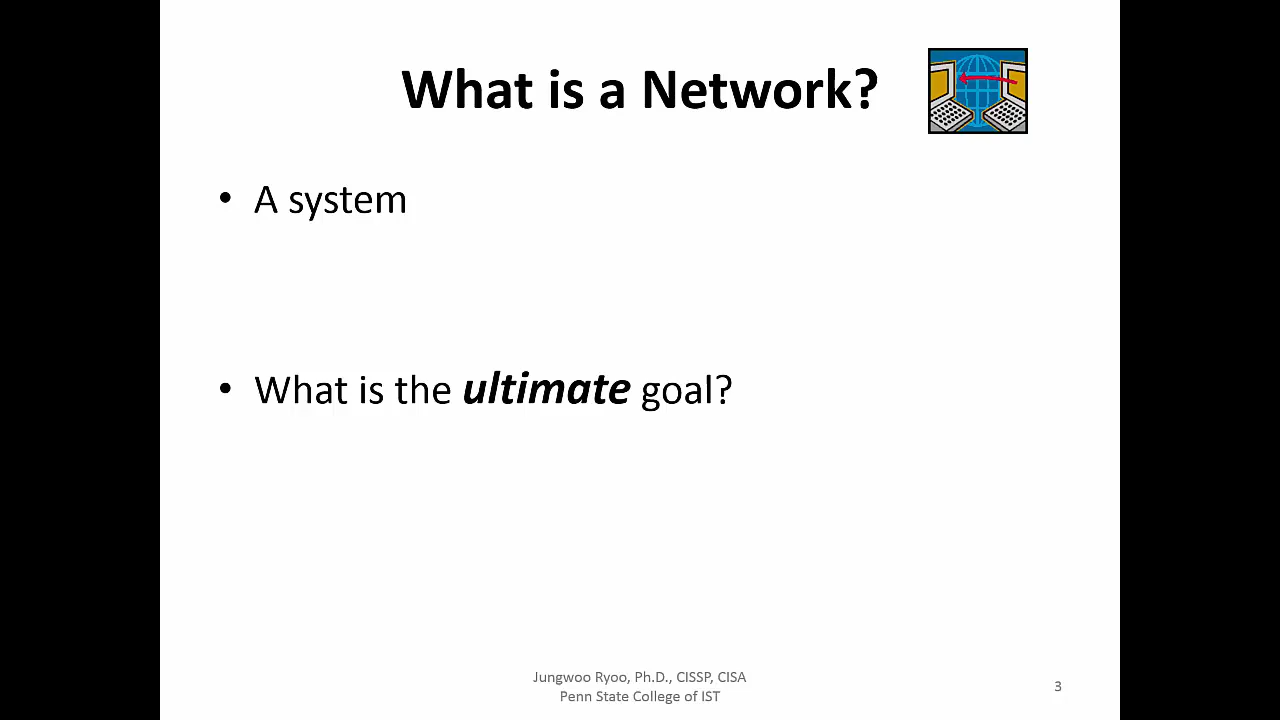 What is a Network?
• A system
• What is the ultimate goal?
Jungwoo Ryoo, Ph.D., CISSP, CISA
Penn State College of IST
3